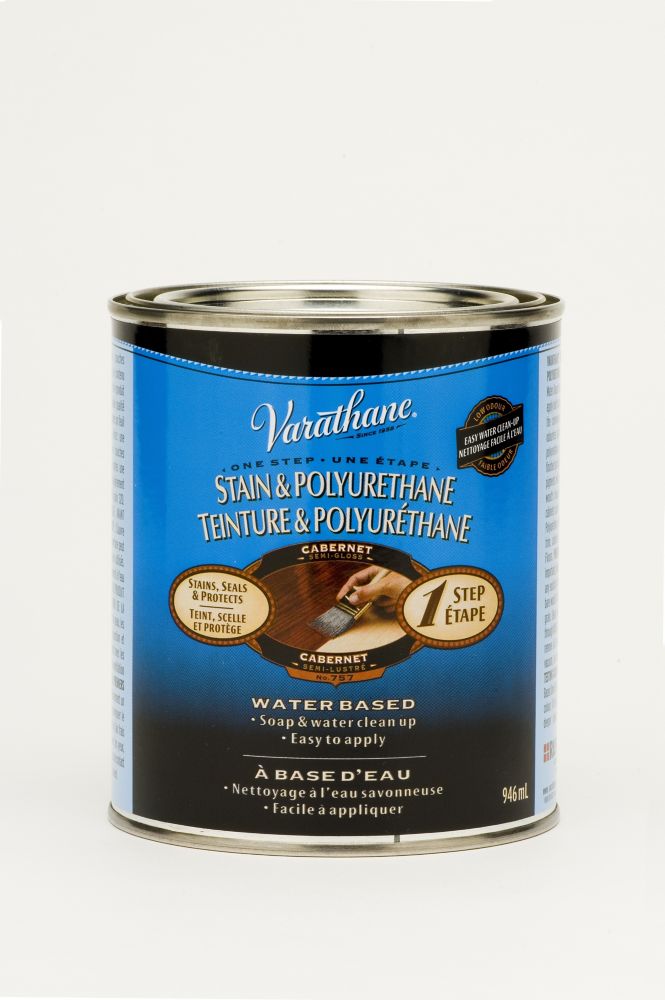 Varathane®
SINCE 1958
LOW ODOUR
EASY WATER CLEAN-UP
NETTOYAGE FACILE À L'EAU
FAIBLE ODEUR
ONE STEP • UNE ÉTAPE
STAIN & POLYURETHANE
TEINTURE & POLYURÉTHANE
CABERNET
SEMI-GLOSS
STAINS, SEALS
& PROTECTS
TEINT, SCELLE
ET PROTÈGE
1 STEP
ÉTAPE
CABERNET
SEMI-LUSTRÉ
No. 757
WATER BASED
• Soap & water clean up
• Easy to apply
À BASE D'EAU
• Nettoyage à l'eau savonneuse
• Facile à appliquer
946 mL